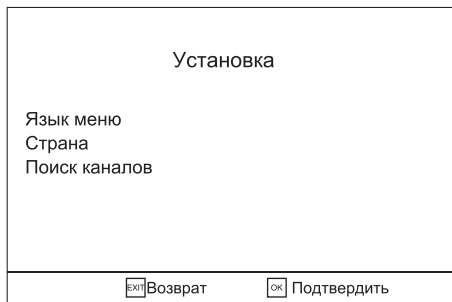 Установка
Язык меню
Страна
Поиск каналов
EXIT Возврат OK Подтвердить